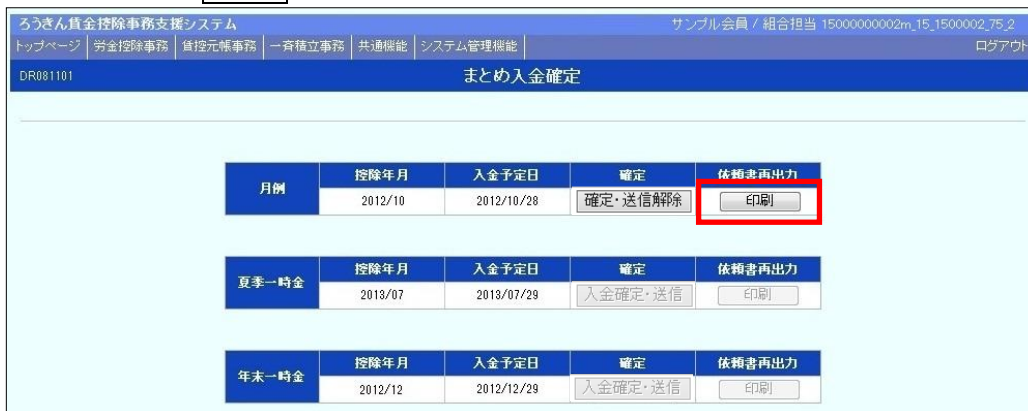 ろうきん賃金控除事務支援システム サンプル会員 / 組合担当 15000000002m_15_1500002_75_2
トップページ 労金控除事務 賃控元帳事務 一斉積立事務 共通機能 システム管理機能 ログアウト
DR081101 まとめ入金確定
月例 控除年月 入金予定日 確定 依頼書再出力
2012/10 2012/10/28 確定・送信解除 印刷
夏季一時金 控除年月 入金予定日 確定 依頼書再出力
2013/07 2013/07/29 入金確定・送信 印刷
年末一時金 控除年月 入金予定日 確定 依頼書再出力
2012/12 2012/12/29 入金確定・送信 印刷